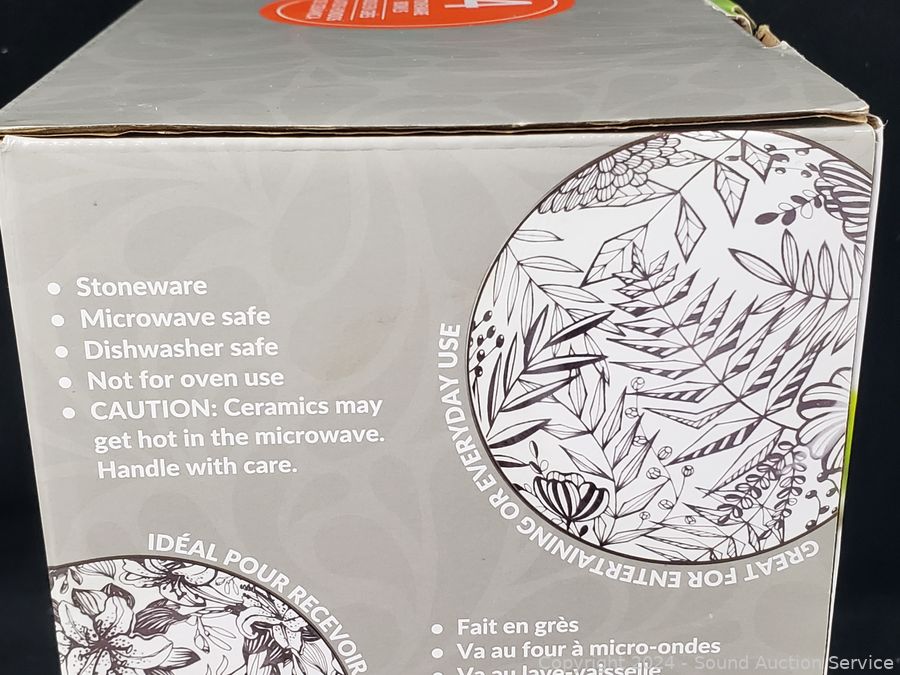 4
• Stoneware
• Microwave safe
• Dishwasher safe
• Not for oven use
• CAUTION: Ceramics may
get hot in the microwave.
Handle with care.
GREAT FOR ENTERTAINING OR EVERYDAY USE
IDÉAL POUR RECEVOIR
• Fait en grès
• Va au four à micro-ondes
• Va au lave-vaisselle
Copyright 2024 - Sound Auction Service